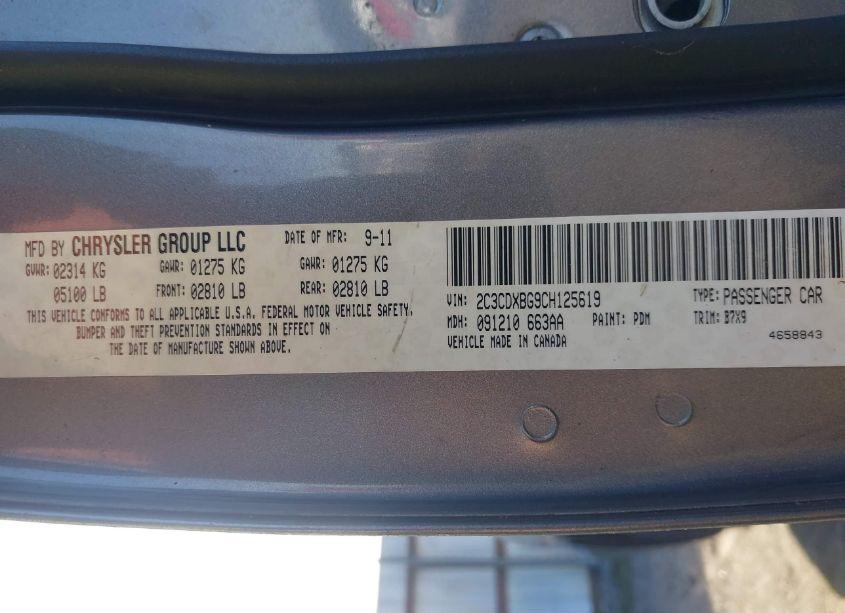 MFD BY CHRYSLER GROUP LLC DATE OF MFR: 9-11
GVWR: 02314 KG GAWR: 01275 KG GAWR: 01275 KG
05100 LB FRONT: 02810 LB REAR: 02810 LB
THIS VEHICLE CONFORMS TO ALL APPLICABLE U.S.A. FEDERAL MOTOR VEHICLE SAFETY,
BUMPER AND THEFT PREVENTION STANDARDS IN EFFECT ON
THE DATE OF MANUFACTURE SHOWN ABOVE.
VIN: 2C3CDXBG9CH125619 TYPE: PASSENGER CAR
MDH: 091210 663AA PAINT: PDM TRIM: B7X9
VEHICLE MADE IN CANADA 4658843